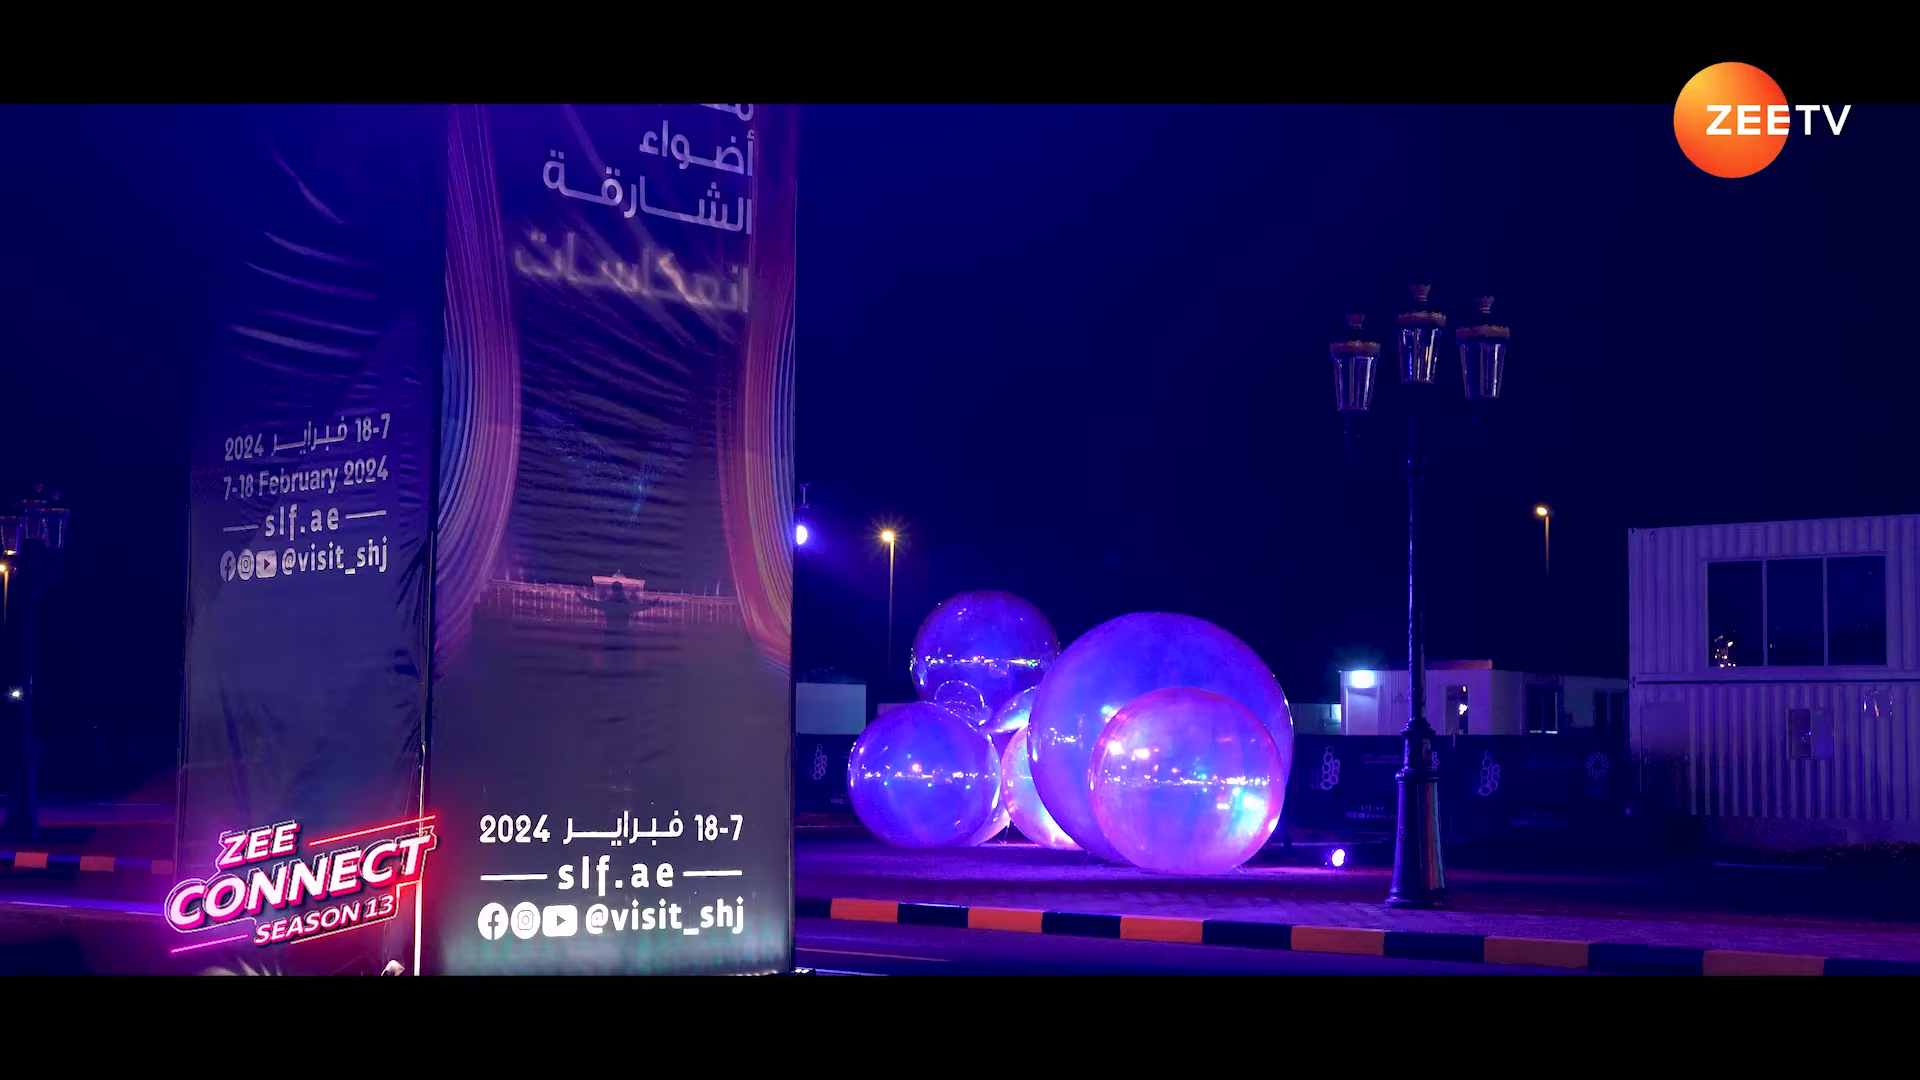 ZEETV
أضواء
الشارقة
انعكاسات
7-18 فبراير 2024
7-18 February 2024
slf.ae
@visit_shj
7-18 فبراير 2024
slf.ae
@visit_shj
ZEE
CONNECT
SEASON 13